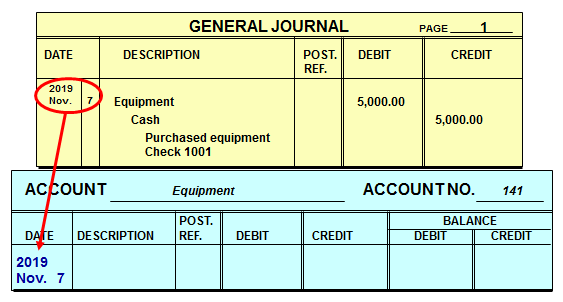 GENERAL JOURNAL PAGE 1
DATE DESCRIPTION POST. REF. DEBIT CREDIT
2019
Nov. 7 Equipment 5,000.00
Cash 5,000.00
Purchased equipment
Check 1001
ACCOUNT Equipment ACCOUNT NO. 141
BALANCE
DATE DESCRIPTION POST. REF. DEBIT CREDIT DEBIT CREDIT
2019
Nov. 7